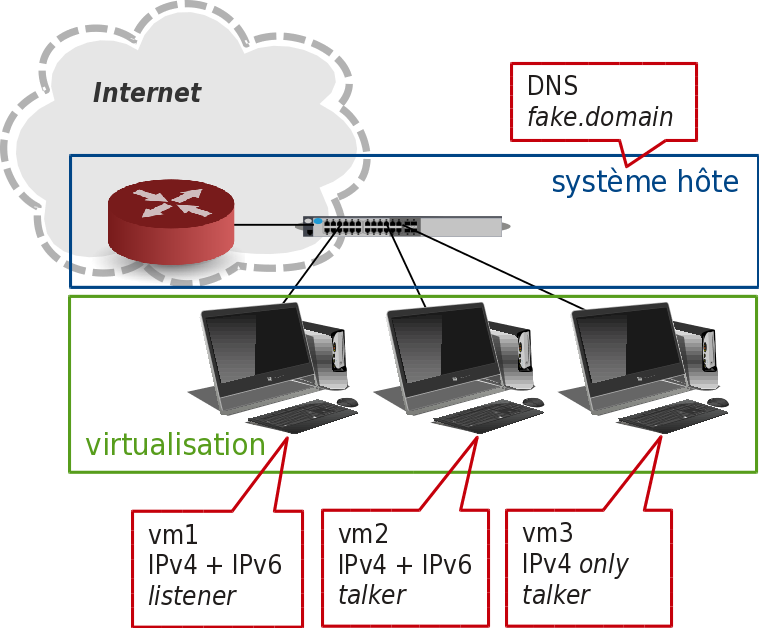 Internet
DNS
fake.domain
système hôte
virtualisation
vm1
IPv4 + IPv6
listener
vm2
IPv4 + IPv6
talker
vm3
IPv4 only
talker